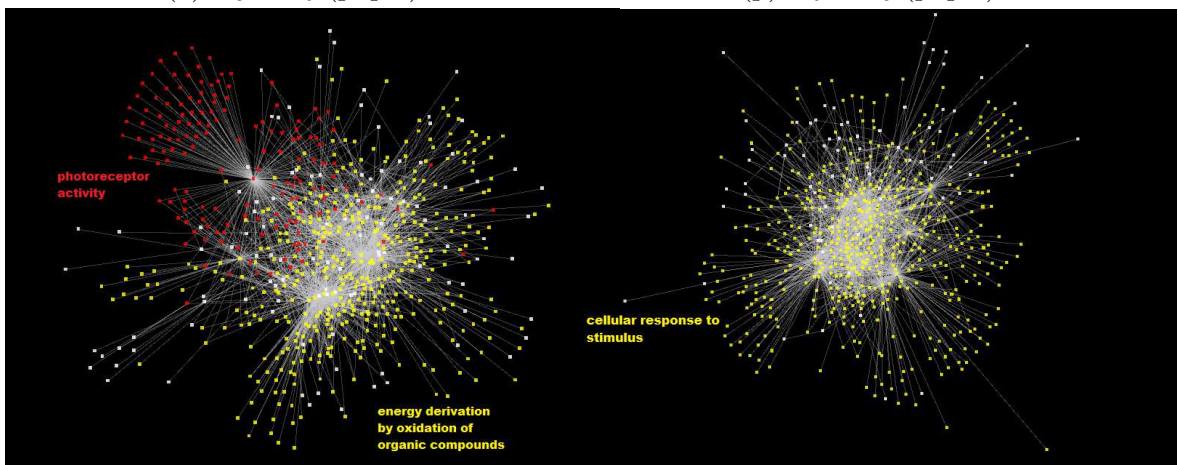 photoreceptor
activity
energy derivation
by oxidation of
organic compounds
cellular response to
stimulus